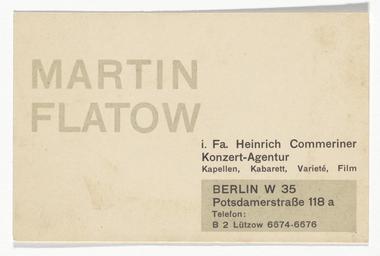 MARTIN
FLATOW
i. Fa. Heinrich Commeriner
Konzert-Agentur
Kapellen, Kabarett, Varieté, Film
BERLIN W 35
Potsdamerstraße 118 a
Telefon:
B 2 Lützow 6674-6676